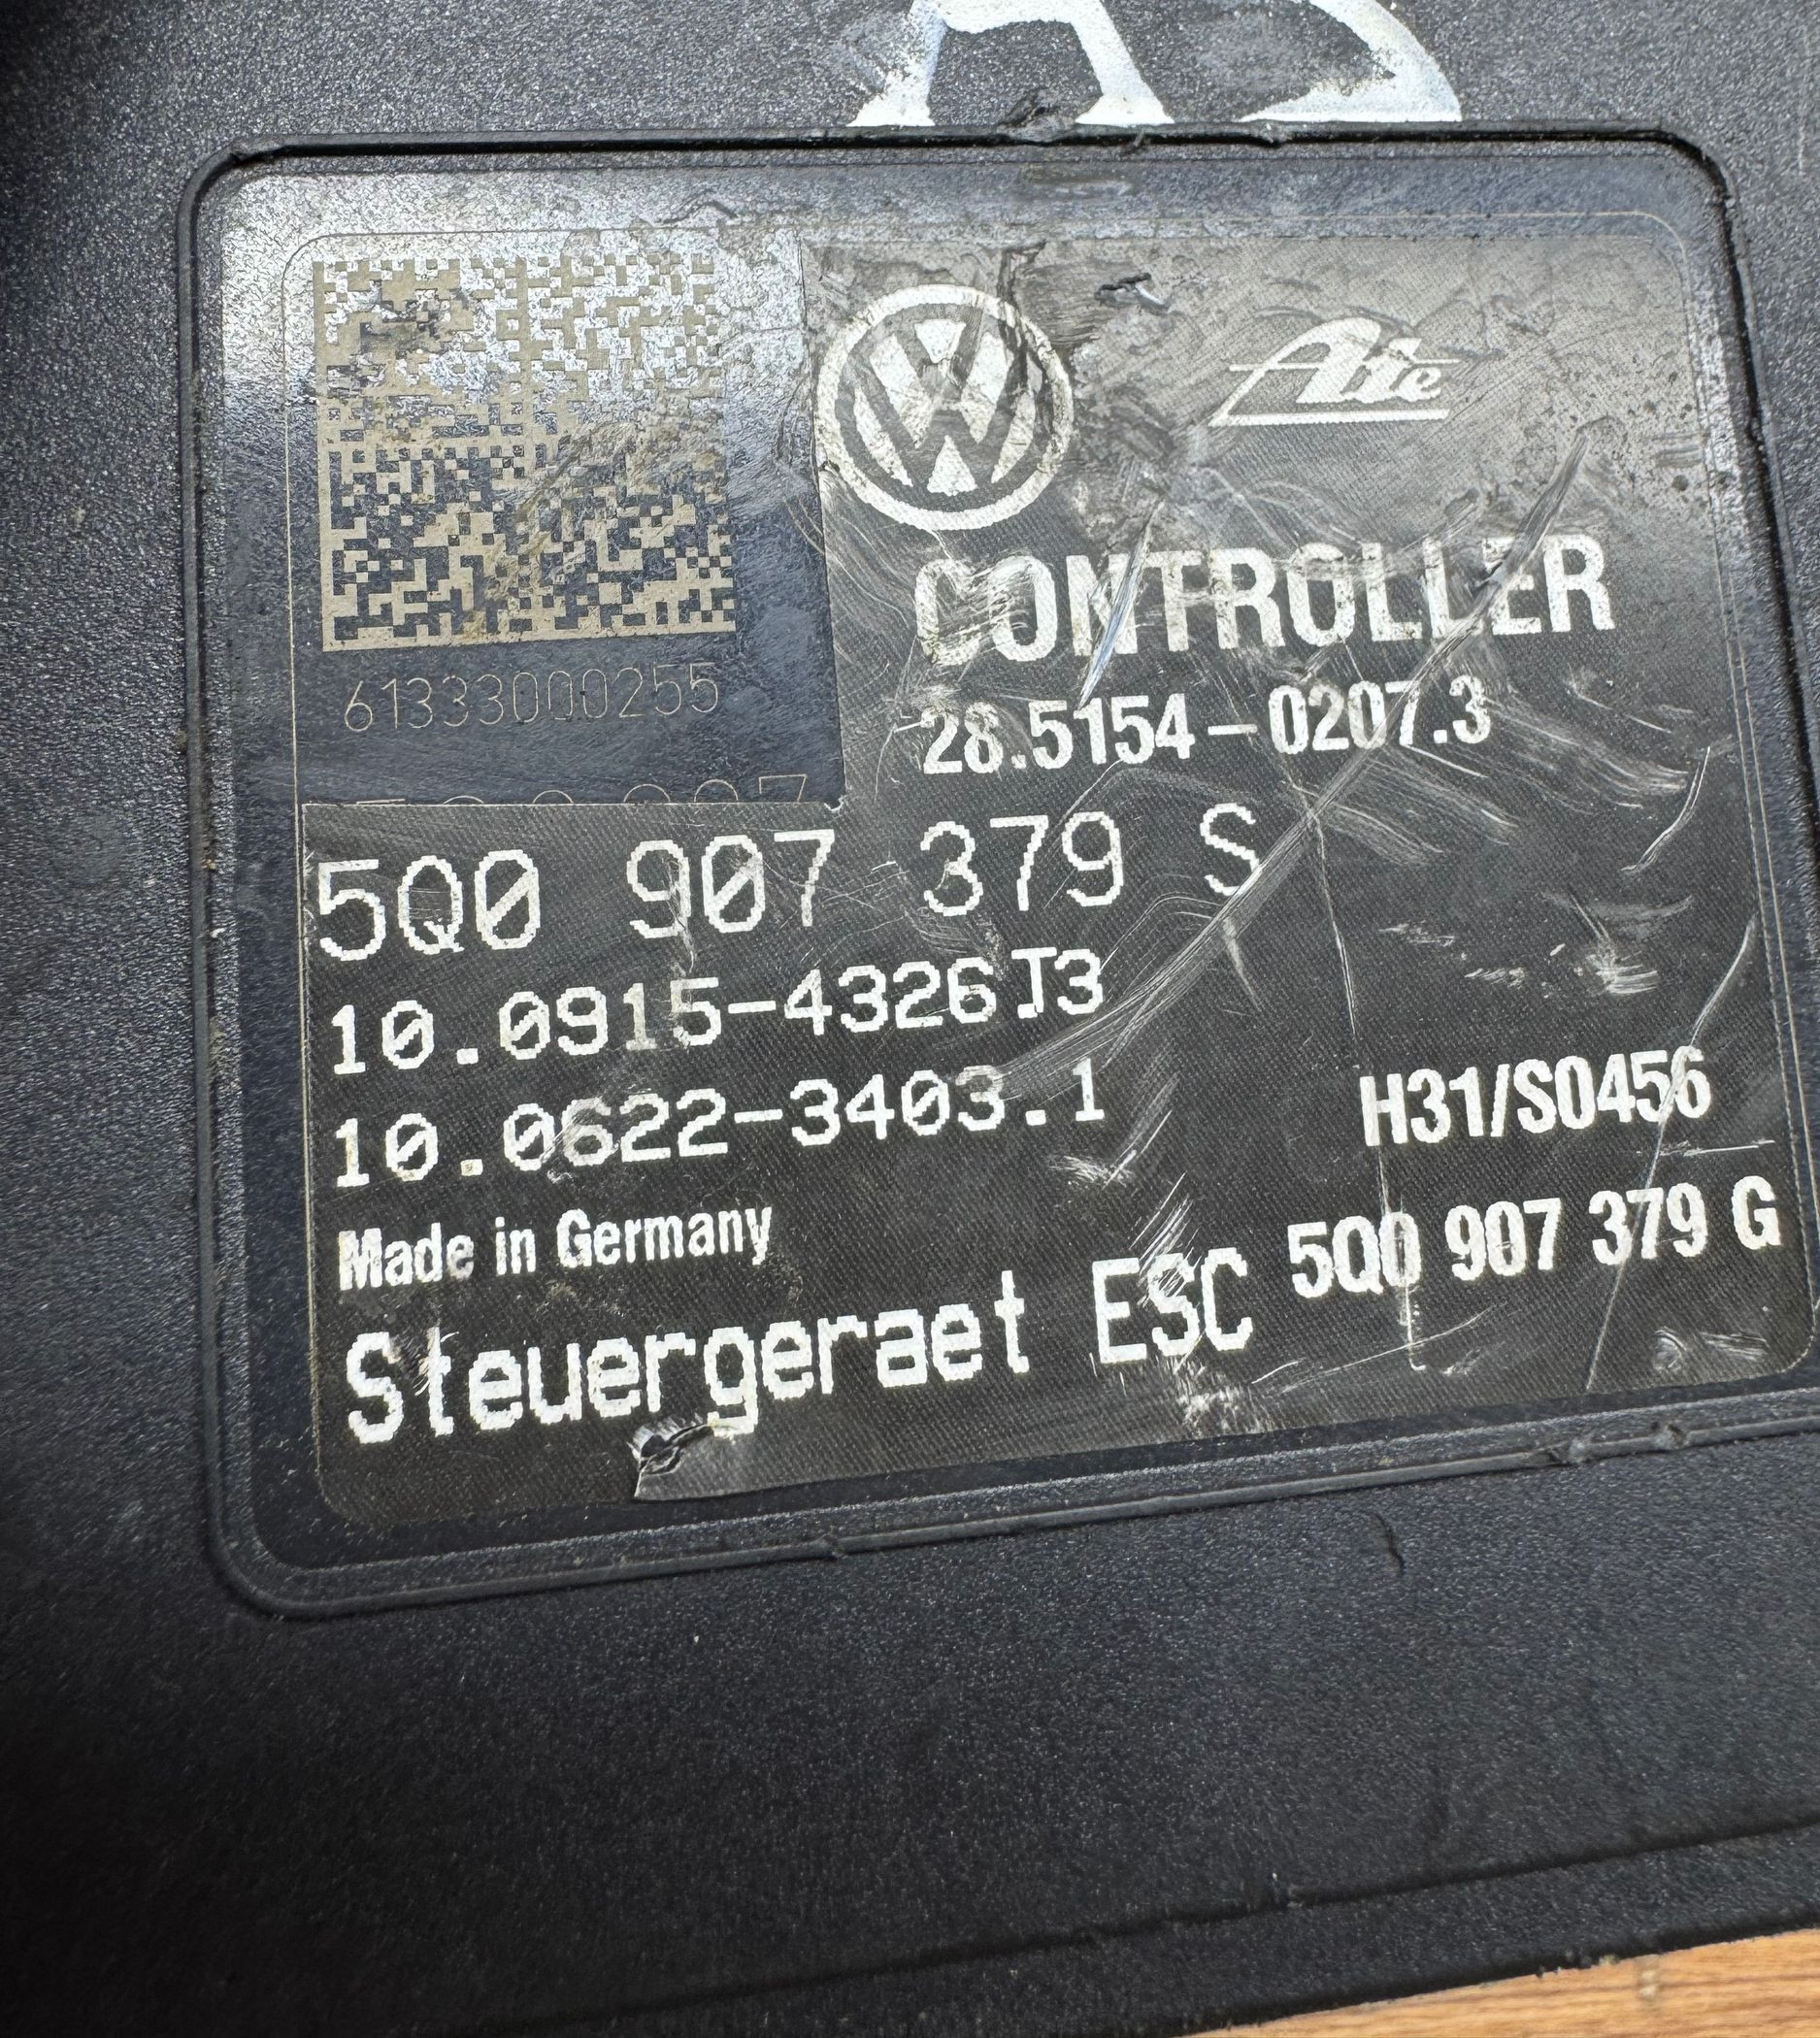 Ate
61333000255
CONTROLLER
28.5154-0207.3
5Q0 907 379 S
10.0915-4326J3
10.0622-3403.1
H31/S0456
Made in Germany
5Q0 907 379 G
Steuergeraet ESC